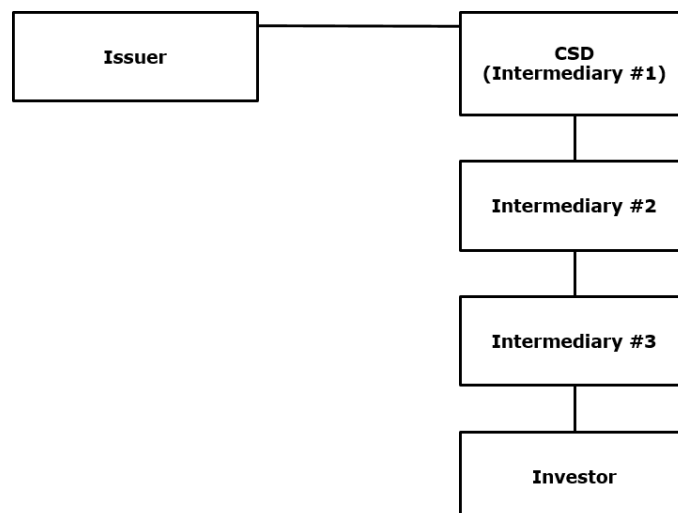 Issuer
CSD
(Intermediary #1)
Intermediary #2
Intermediary #3
Investor